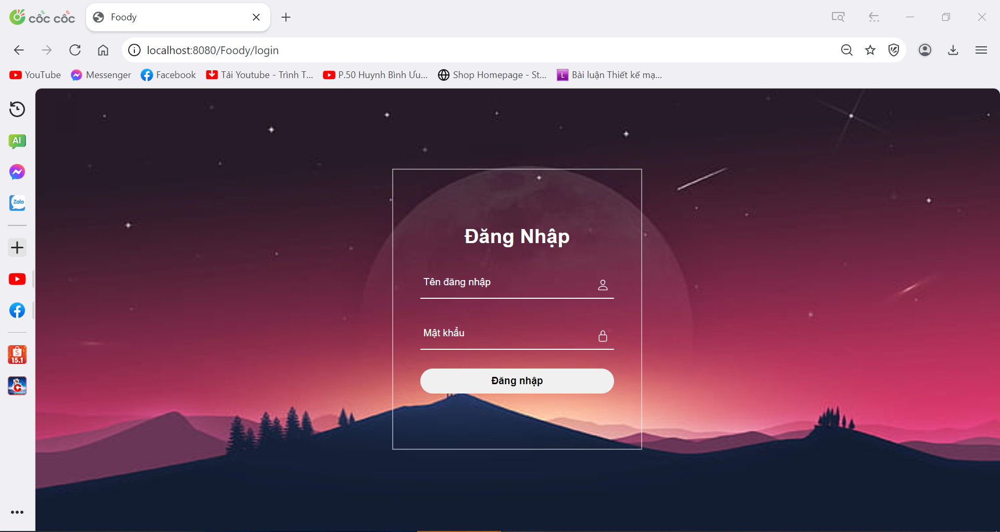 cốc cốc
Foody
localhost:8080/Foody/login
YouTube
Messenger
Facebook
Tải Youtube - Trình T...
P.50 Huynh Bình Ưu...
Shop Homepage - St...
L
Bài luận Thiết kế mạ...
AI
Zalo
S
15.1
C
Đăng Nhập
Tên đăng nhập
Mật khẩu
Đăng nhập